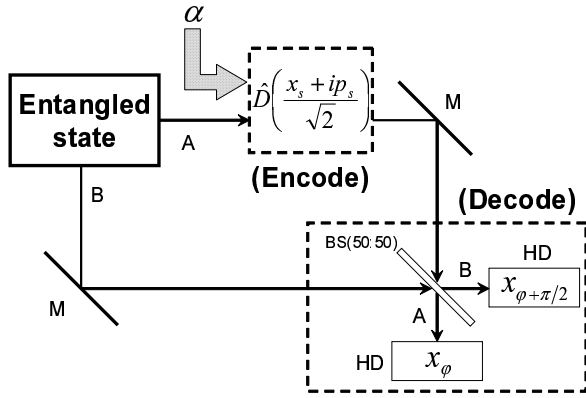 α
Entangled
state
A
D̂((x_s + ip_s)/√2)
M
(Encode)
B
(Decode)
BS(50:50)
HD
B
x_{φ+π/2}
M
A
HD
x_φ